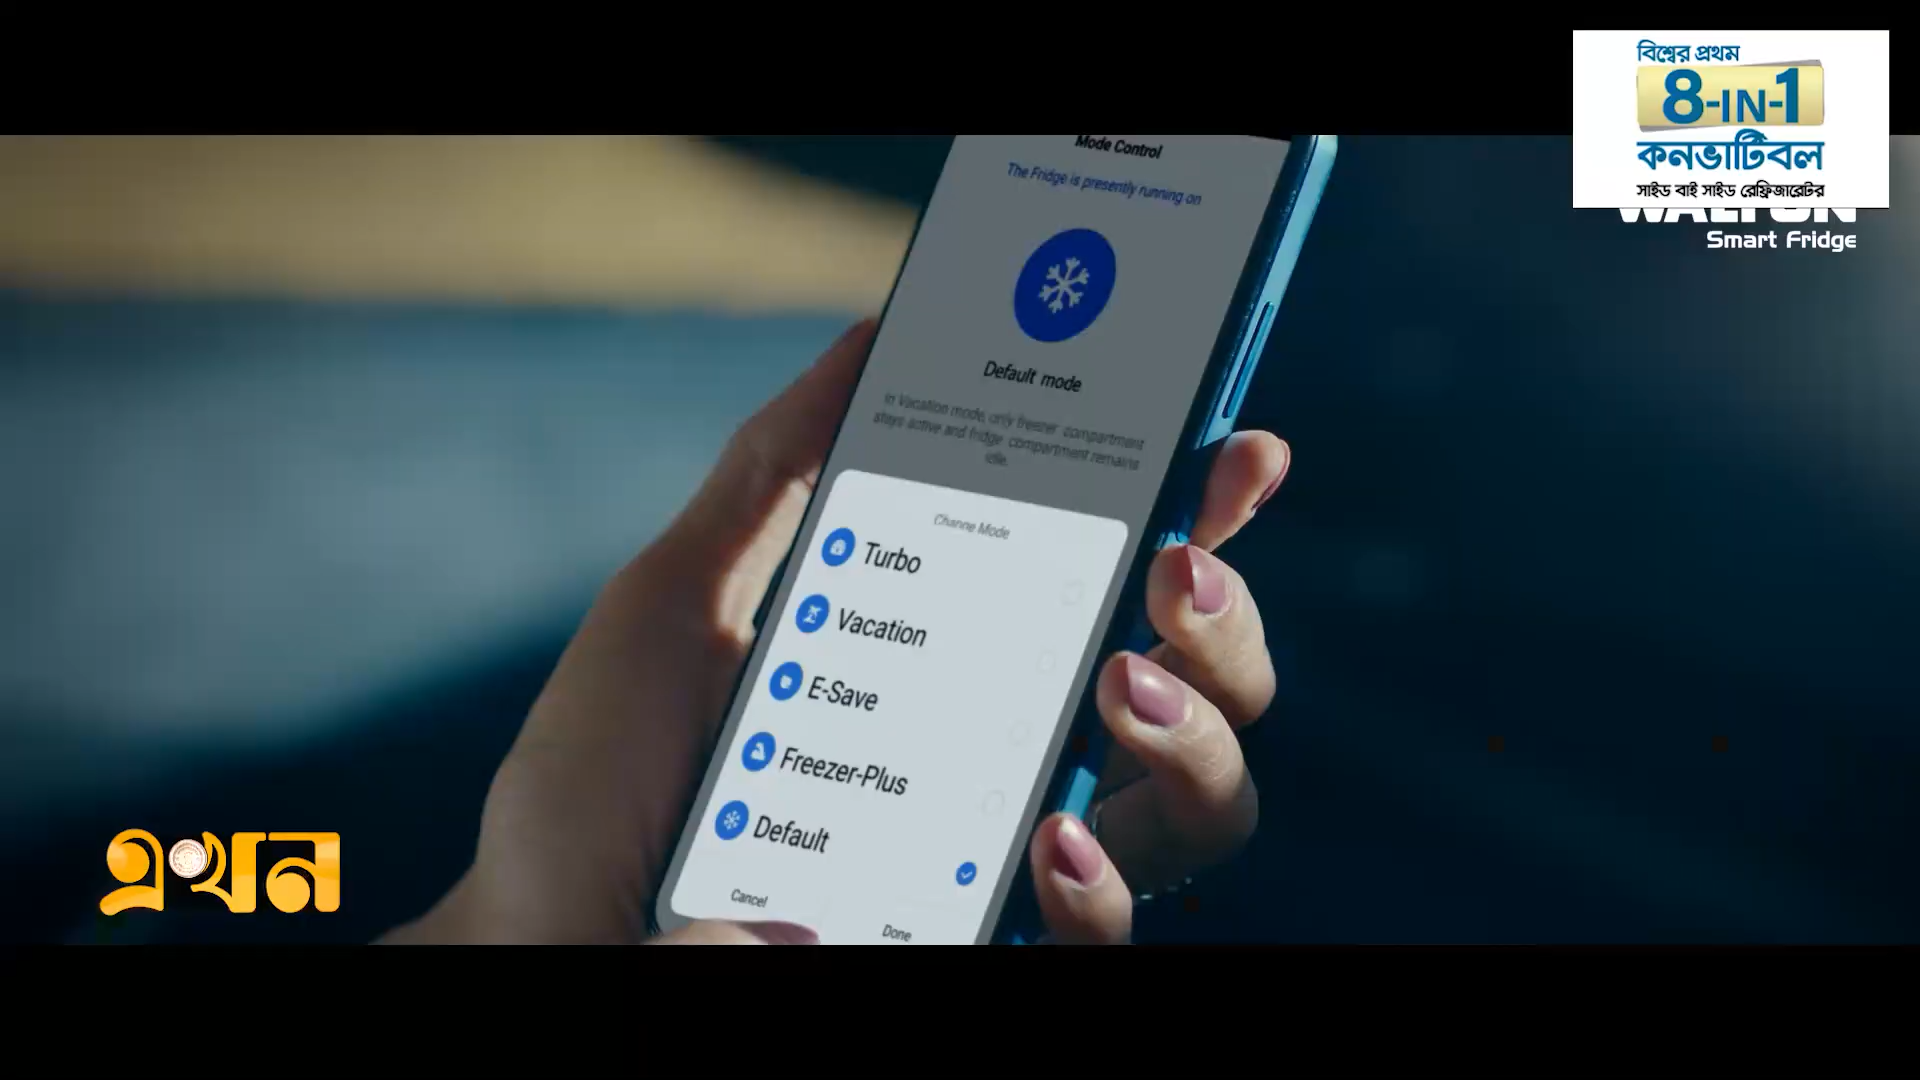 বিশ্বের প্রথম
8-IN-1
কনভার্টিবল
সাইড বাই সাইড রেফ্রিজারেটর
WALTON
Smart Fridge
Mode Control
The Fridge is presently running on
Default mode
In Vacation mode, only freezer compartment
stays active and fridge compartment remains
idle.
Change Mode
Turbo
Vacation
E-Save
Freezer-Plus
Default
Cancel
Done
এখন